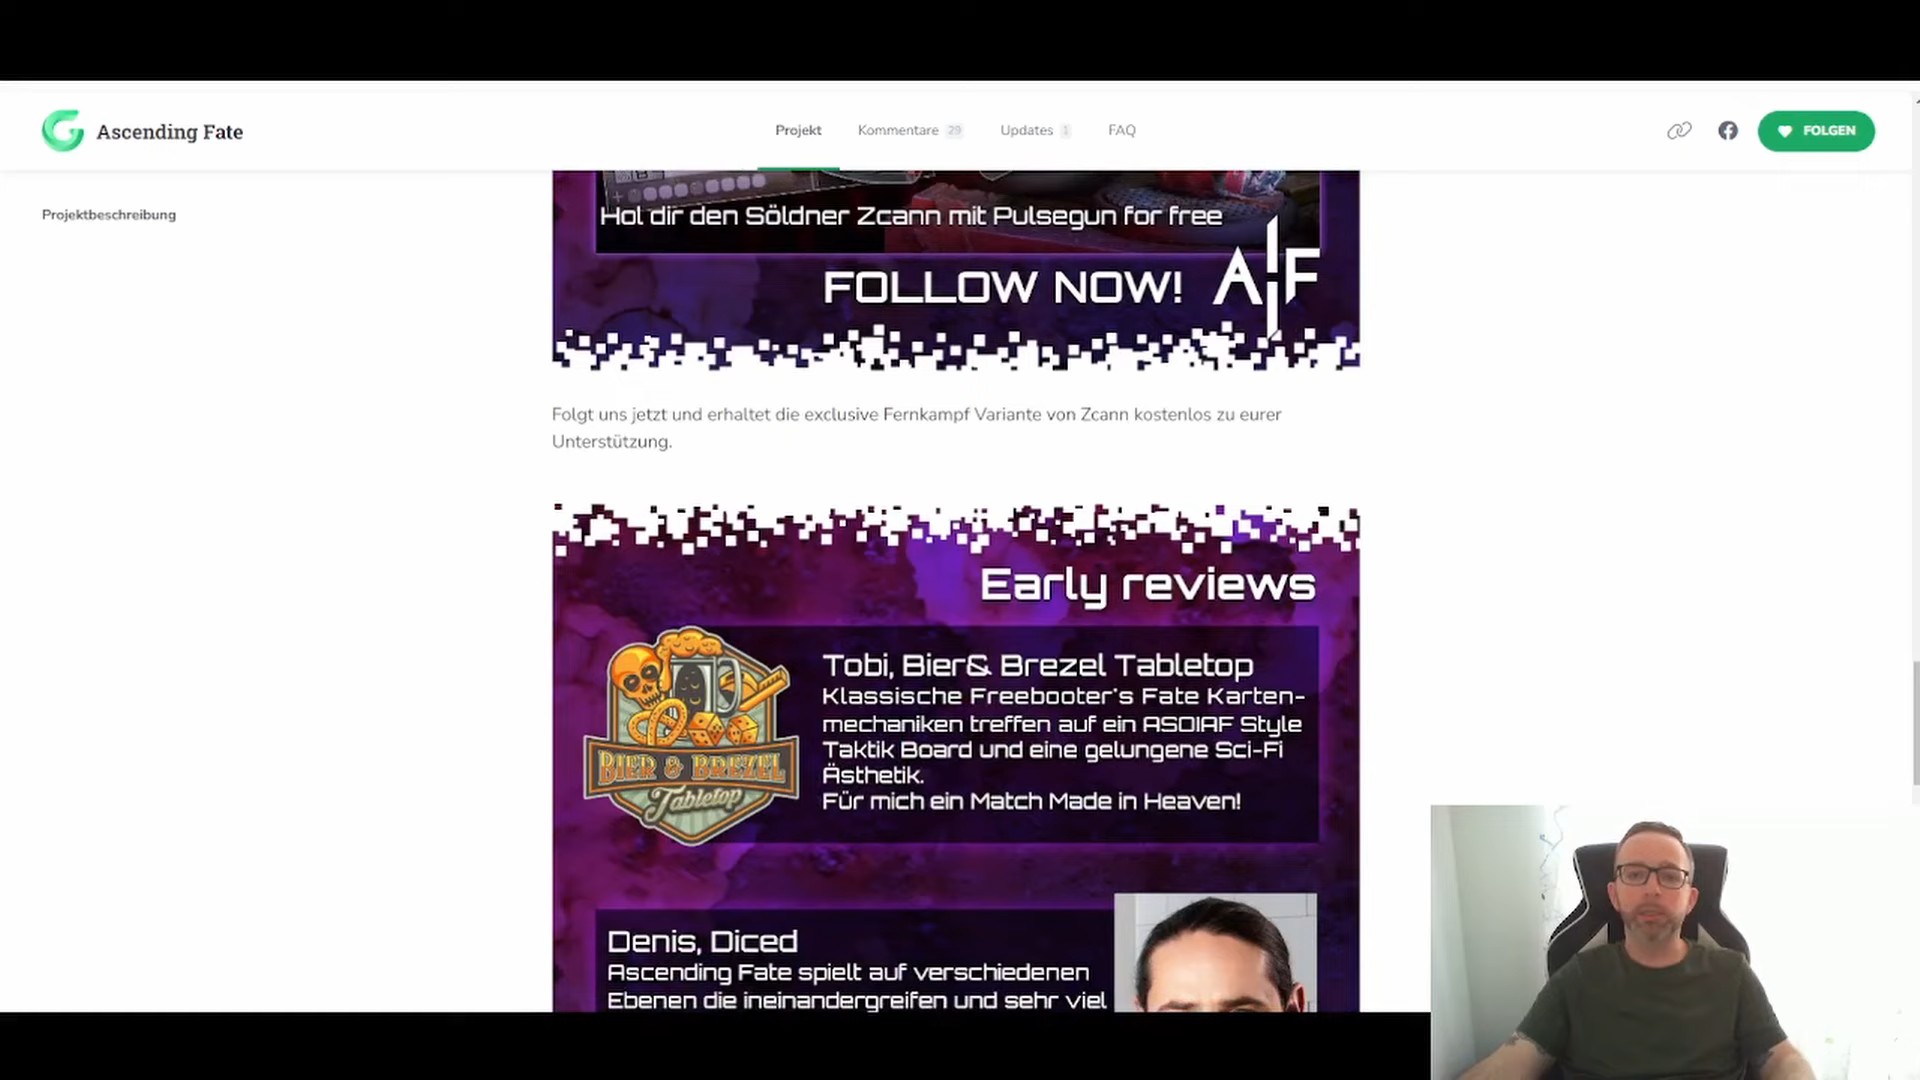 Ascending Fate
Projekt
Kommentare 29
Updates 1
FAQ
FOLGEN
Projektbeschreibung
Hol dir den Söldner Zcann mit Pulsegun for free
FOLLOW NOW! A F
Folgt uns jetzt und erhaltet die exclusive Fernkampf Variante von Zcann kostenlos zu eurer
Unterstützung.
Early reviews
Tobi, Bier& Brezel Tabletop
Klassische Freebooter's Fate Karten-
mechaniken treffen auf ein ASOIAF Style
Taktik Board und eine gelungene Sci-Fi
Ästhetik.
Für mich ein Match Made in Heaven!
BIER & BREZEL
Tabletop
Denis, Diced
Ascending Fate spielt auf verschiedenen
Ebenen die ineinandergreifen und sehr viel